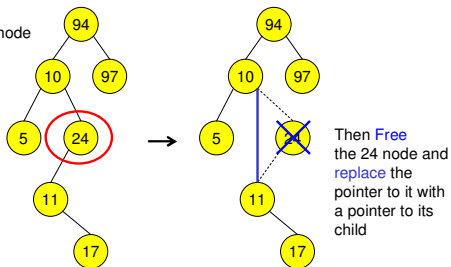 node
94
10
97
5
24
11
17
94
10
97
5
24
11
17
Then Free
the 24 node and
replace the
pointer to it with
a pointer to its
child